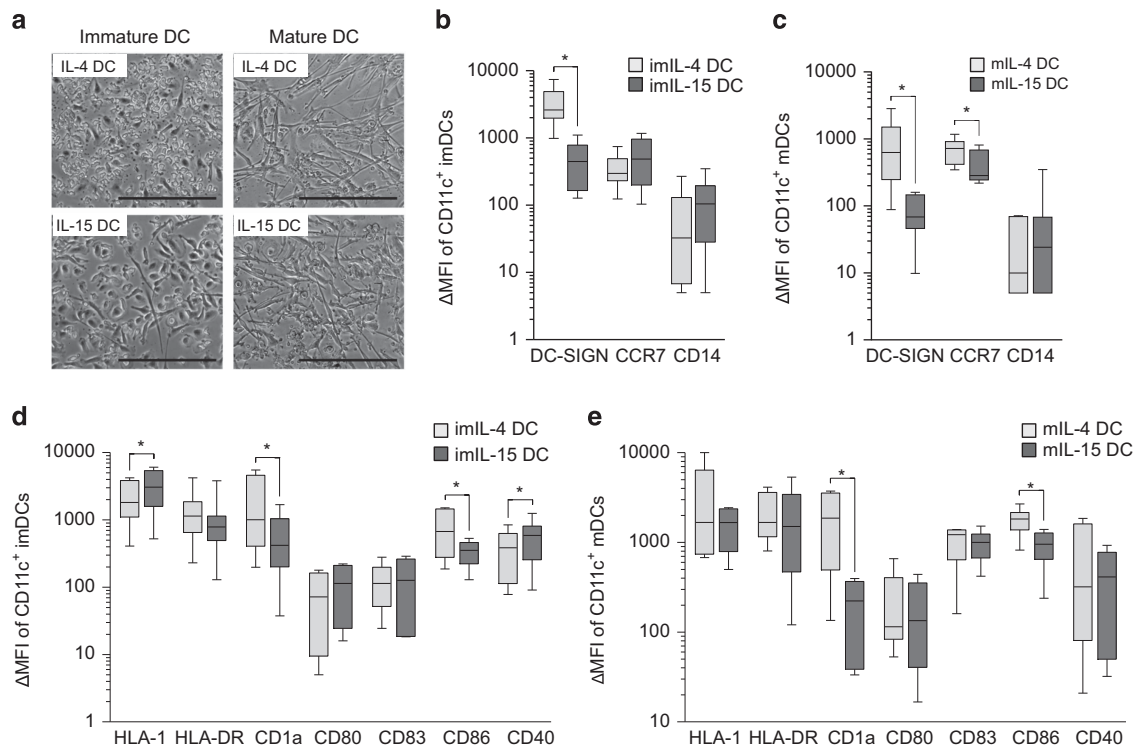 a
Immature DC
Mature DC
IL-4 DC
IL-4 DC
IL-15 DC
IL-15 DC
b
imIL-4 DC
imIL-15 DC
*
10000
1000
100
10
1
ΔMFI of CD11c+ imDCs
DC-SIGN CCR7 CD14
c
mIL-4 DC
mIL-15 DC
*
*
10000
1000
100
10
1
ΔMFI of CD11c+ mDCs
DC-SIGN CCR7 CD14
d
imIL-4 DC
imIL-15 DC
*
*
*
*
10000
1000
100
10
1
ΔMFI of CD11c+ imDCs
HLA-1 HLA-DR CD1a CD80 CD83 CD86 CD40
e
mIL-4 DC
mIL-15 DC
*
*
10000
1000
100
10
ΔMFI of CD11c+ mDCs
HLA-1 HLA-DR CD1a CD80 CD83 CD86 CD40